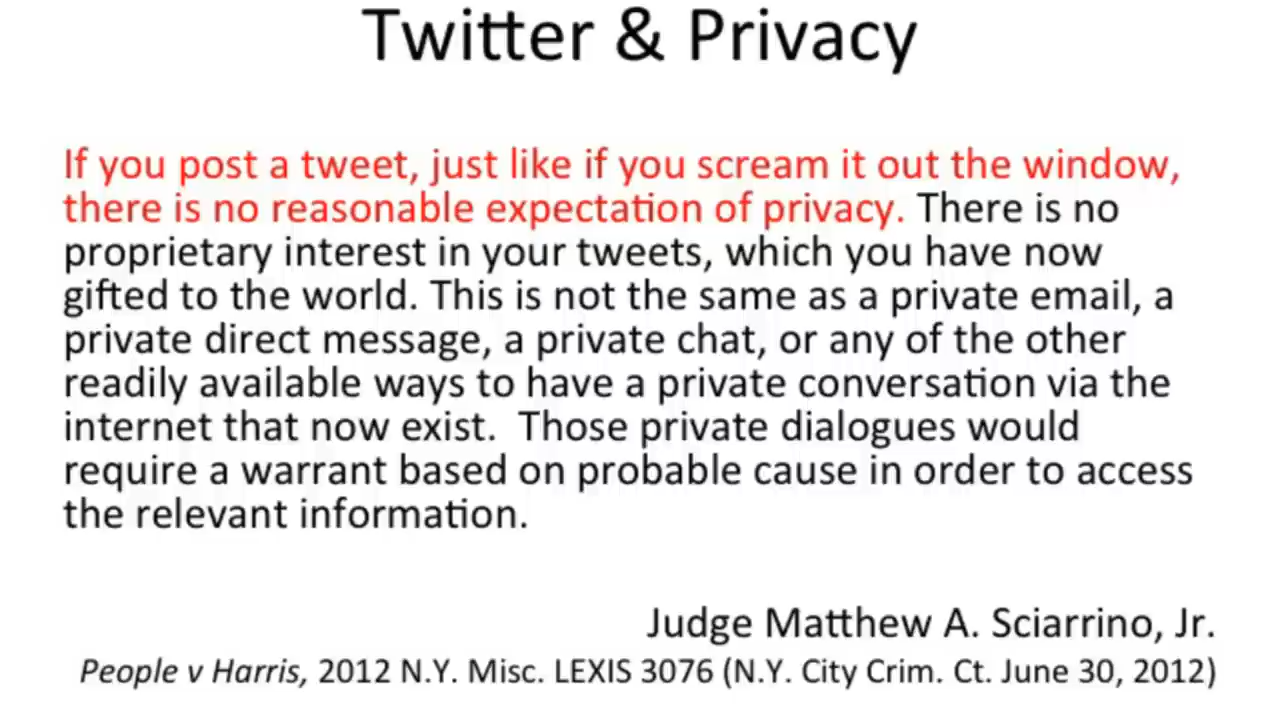 Twitter & Privacy
If you post a tweet, just like if you scream it out the window,
there is no reasonable expectation of privacy. There is no
proprietary interest in your tweets, which you have now
gifted to the world. This is not the same as a private email, a
private direct message, a private chat, or any of the other
readily available ways to have a private conversation via the
internet that now exist.  Those private dialogues would
require a warrant based on probable cause in order to access
the relevant information.
Judge Matthew A. Sciarrino, Jr.
People v Harris, 2012 N.Y. Misc. LEXIS 3076 (N.Y. City Crim. Ct. June 30, 2012)